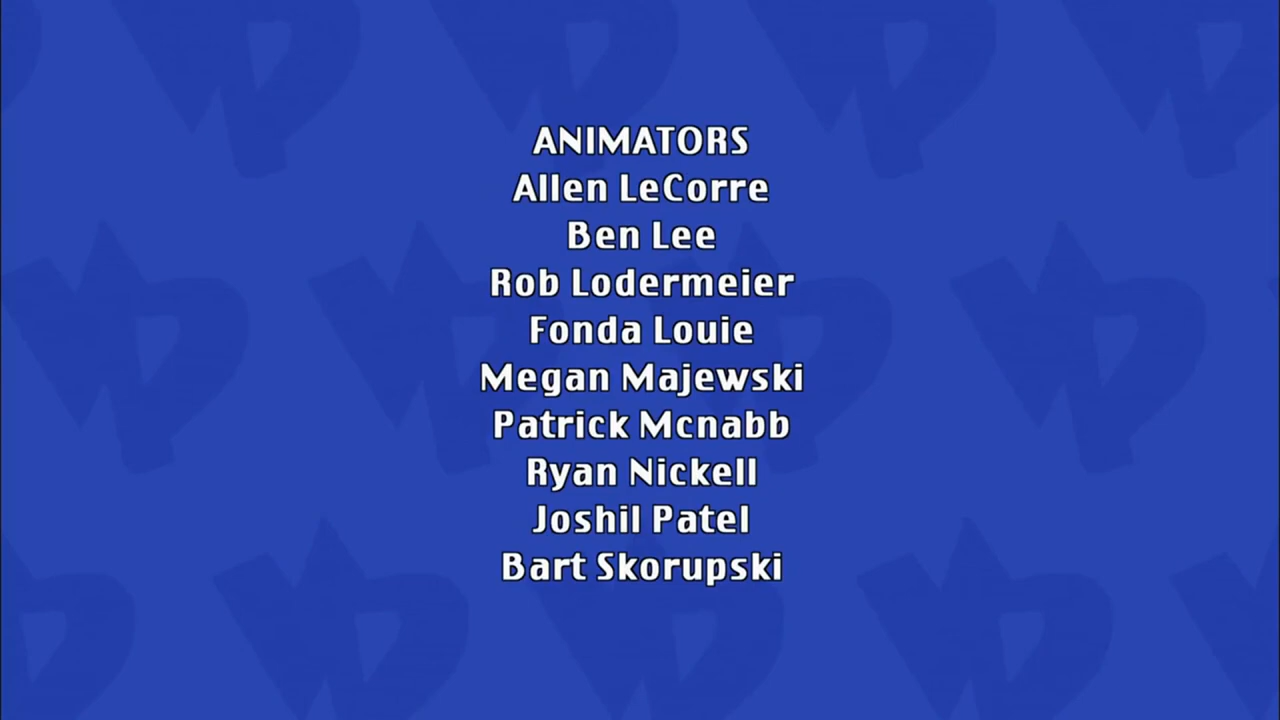 ANIMATORS
Allen LeCorre
Ben Lee
Rob Lodermeier
Fonda Louie
Megan Majewski
Patrick Mcnabb
Ryan Nickell
Joshil Patel
Bart Skorupski